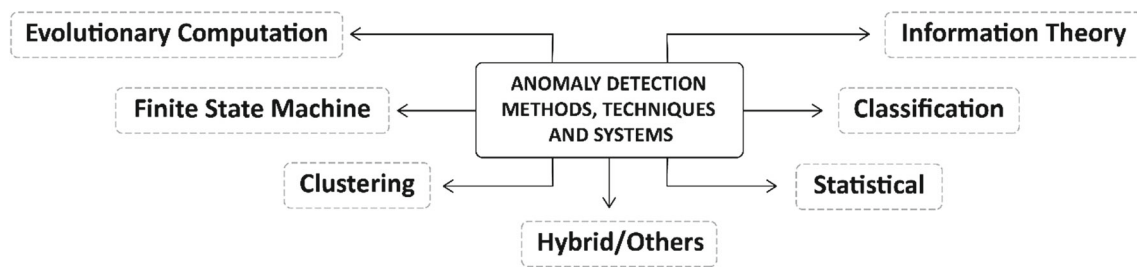 Evolutionary Computation
Information Theory
ANOMALY DETECTION
METHODS, TECHNIQUES
AND SYSTEMS
Finite State Machine
Classification
Clustering
Statistical
Hybrid/Others